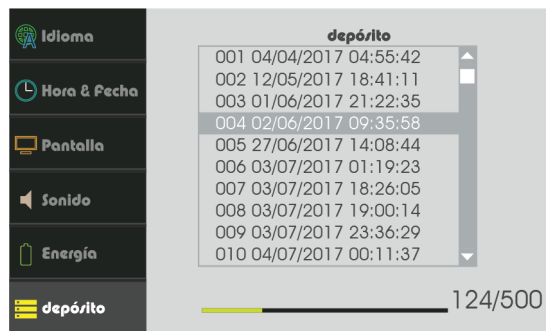 Idioma
Hora & Fecha
Pantalla
Sonido
Energía
depósito
depósito
001 04/04/2017 04:55:42
002 12/05/2017 18:41:11
003 01/06/2017 21:22:35
004 02/06/2017 09:35:58
005 27/06/2017 14:08:44
006 03/07/2017 01:19:23
007 03/07/2017 18:26:05
008 03/07/2017 19:00:14
009 03/07/2017 23:36:29
010 04/07/2017 00:11:37
124/500